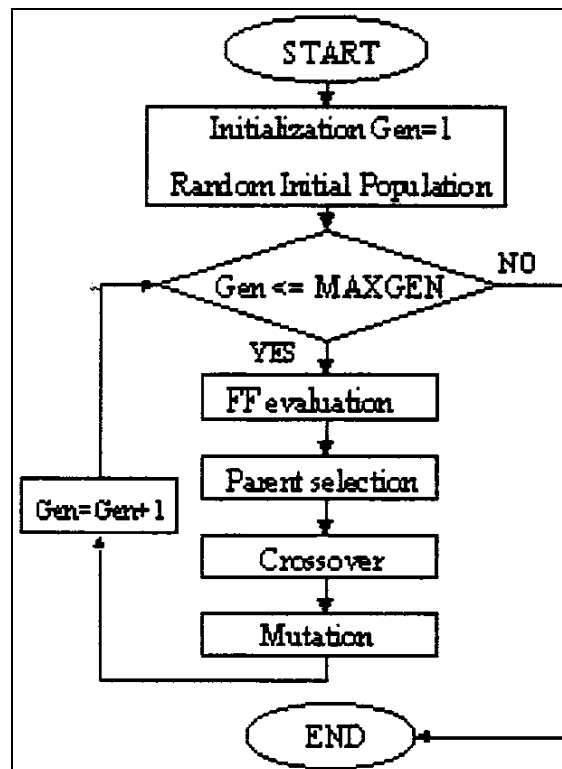 START
Initialization Gen=1
Random Initial Population
Gen <= MAXGEN
NO
YES
FF evaluation
Parent selection
Crossover
Mutation
Gen=Gen+1
END